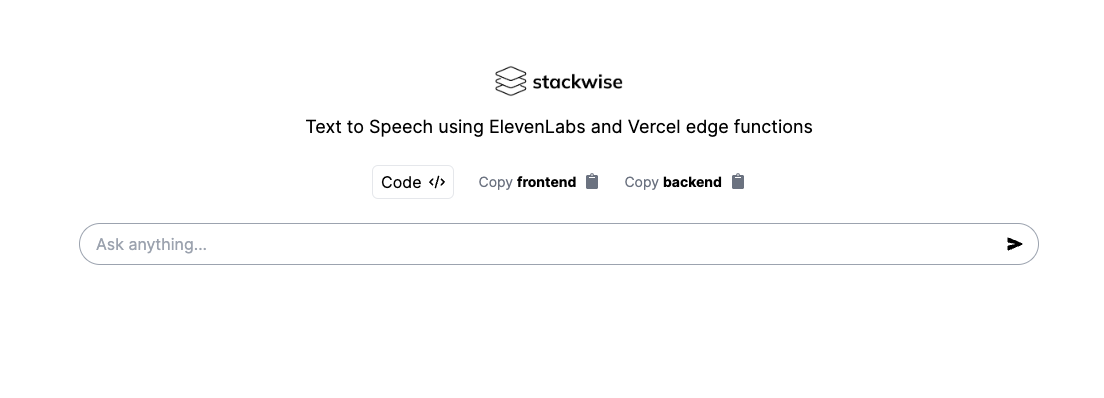 stackwise
Text to Speech using ElevenLabs and Vercel edge functions
Code </> Copy frontend Copy backend
Ask anything...